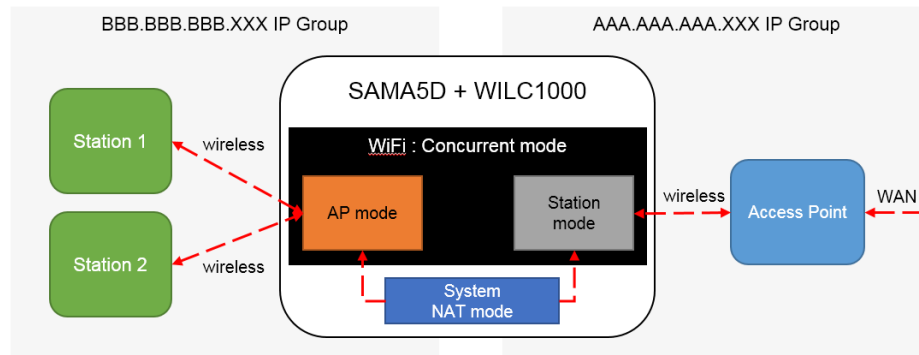 BBB.BBB.BBB.XXX IP Group
AAA.AAA.AAA.XXX IP Group
SAMA5D + WILC1000
WiFi : Concurrent mode
Station 1
wireless
AP mode
Station
mode
wireless
Access Point
WAN
Station 2
wireless
System
NAT mode